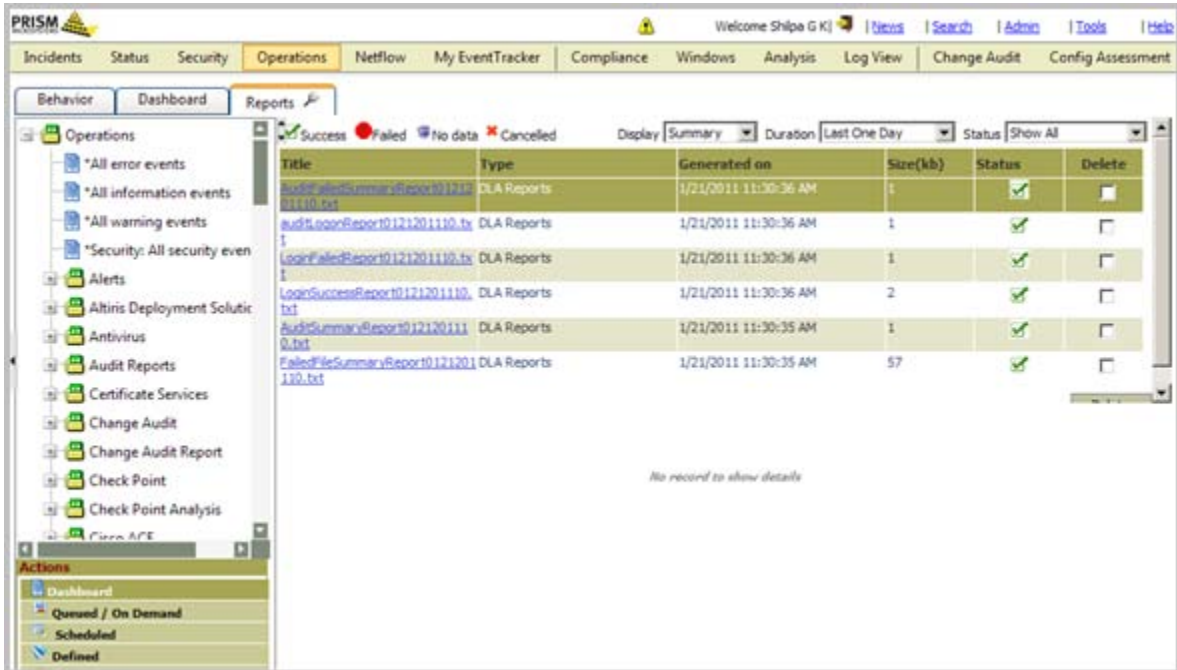 PRISM
MICROSYSTEMS
Welcome Shilpa G K| | News | Search | Admin | Tools | Help
Incidents Status Security Operations Netflow My EventTracker Compliance Windows Analysis Log View Change Audit Config Assessment
Behavior Dashboard Reports
Success Failed No data Cancelled Display Summary Duration Last One Day Status Show All
Title Type Generated on Size(kb) Status Delete
AuditFailedSummaryReport01212 DLA Reports 1/21/2011 11:30:36 AM 1
01110.txt
auditLogonReport0121201110.tx DLA Reports 1/21/2011 11:30:36 AM 1
t
LoginFailedReport0121201110.tx DLA Reports 1/21/2011 11:30:36 AM 1
t
LoginSuccessReport0121201110. DLA Reports 1/21/2011 11:30:36 AM 2
txt
AuditSummaryReport012120111 DLA Reports 1/21/2011 11:30:35 AM 1
0.txt
FailedFileSummaryReport0121201 DLA Reports 1/21/2011 11:30:35 AM 57
110.txt
No record to show details
Operations
*All error events
*All information events
*All warning events
*Security: All security even
Alerts
Altiris Deployment Solutic
Antivirus
Audit Reports
Certificate Services
Change Audit
Change Audit Report
Check Point
Check Point Analysis
Cisco ACE
Actions
Dashboard
Queued / On Demand
Scheduled
Defined